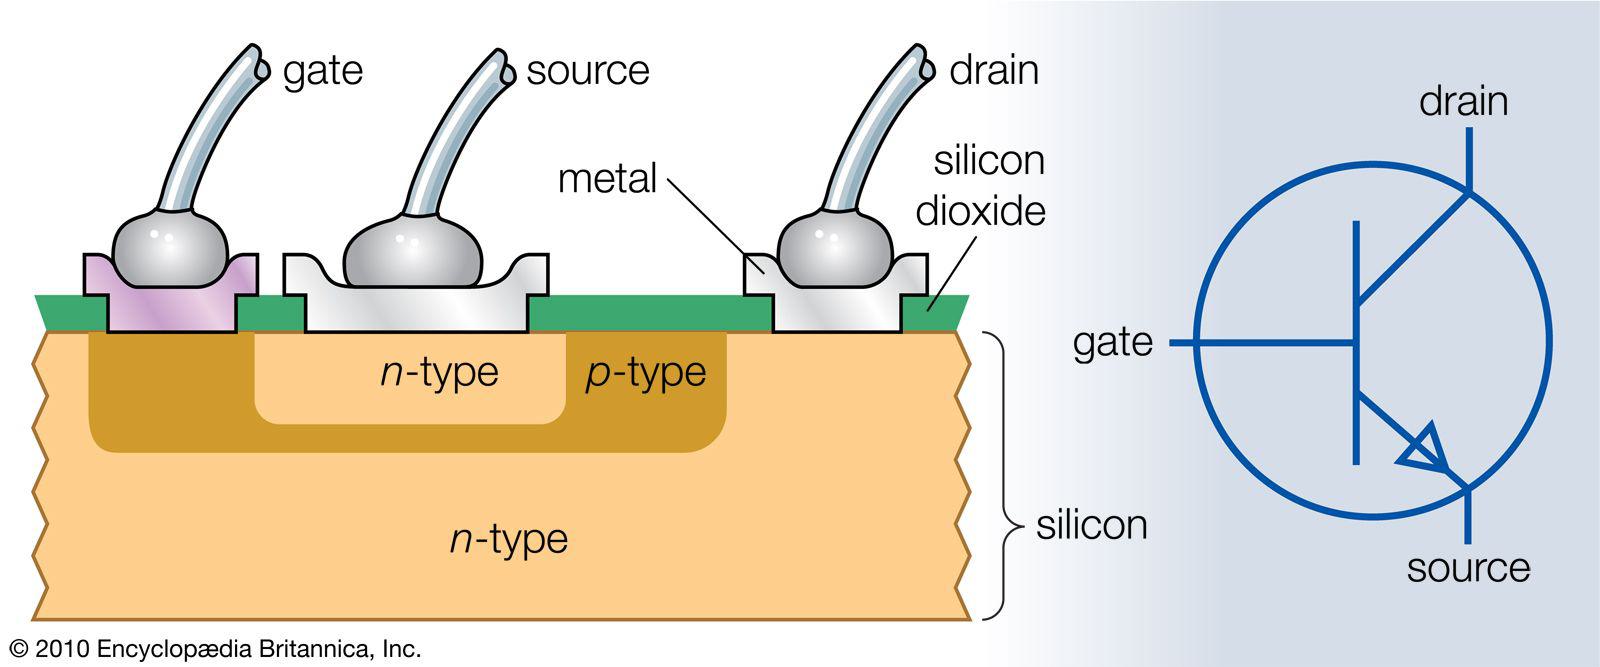 gate
source
drain
metal
silicon
dioxide
n-type
p-type
n-type
silicon
drain
gate
source
© 2010 Encyclopædia Britannica, Inc.